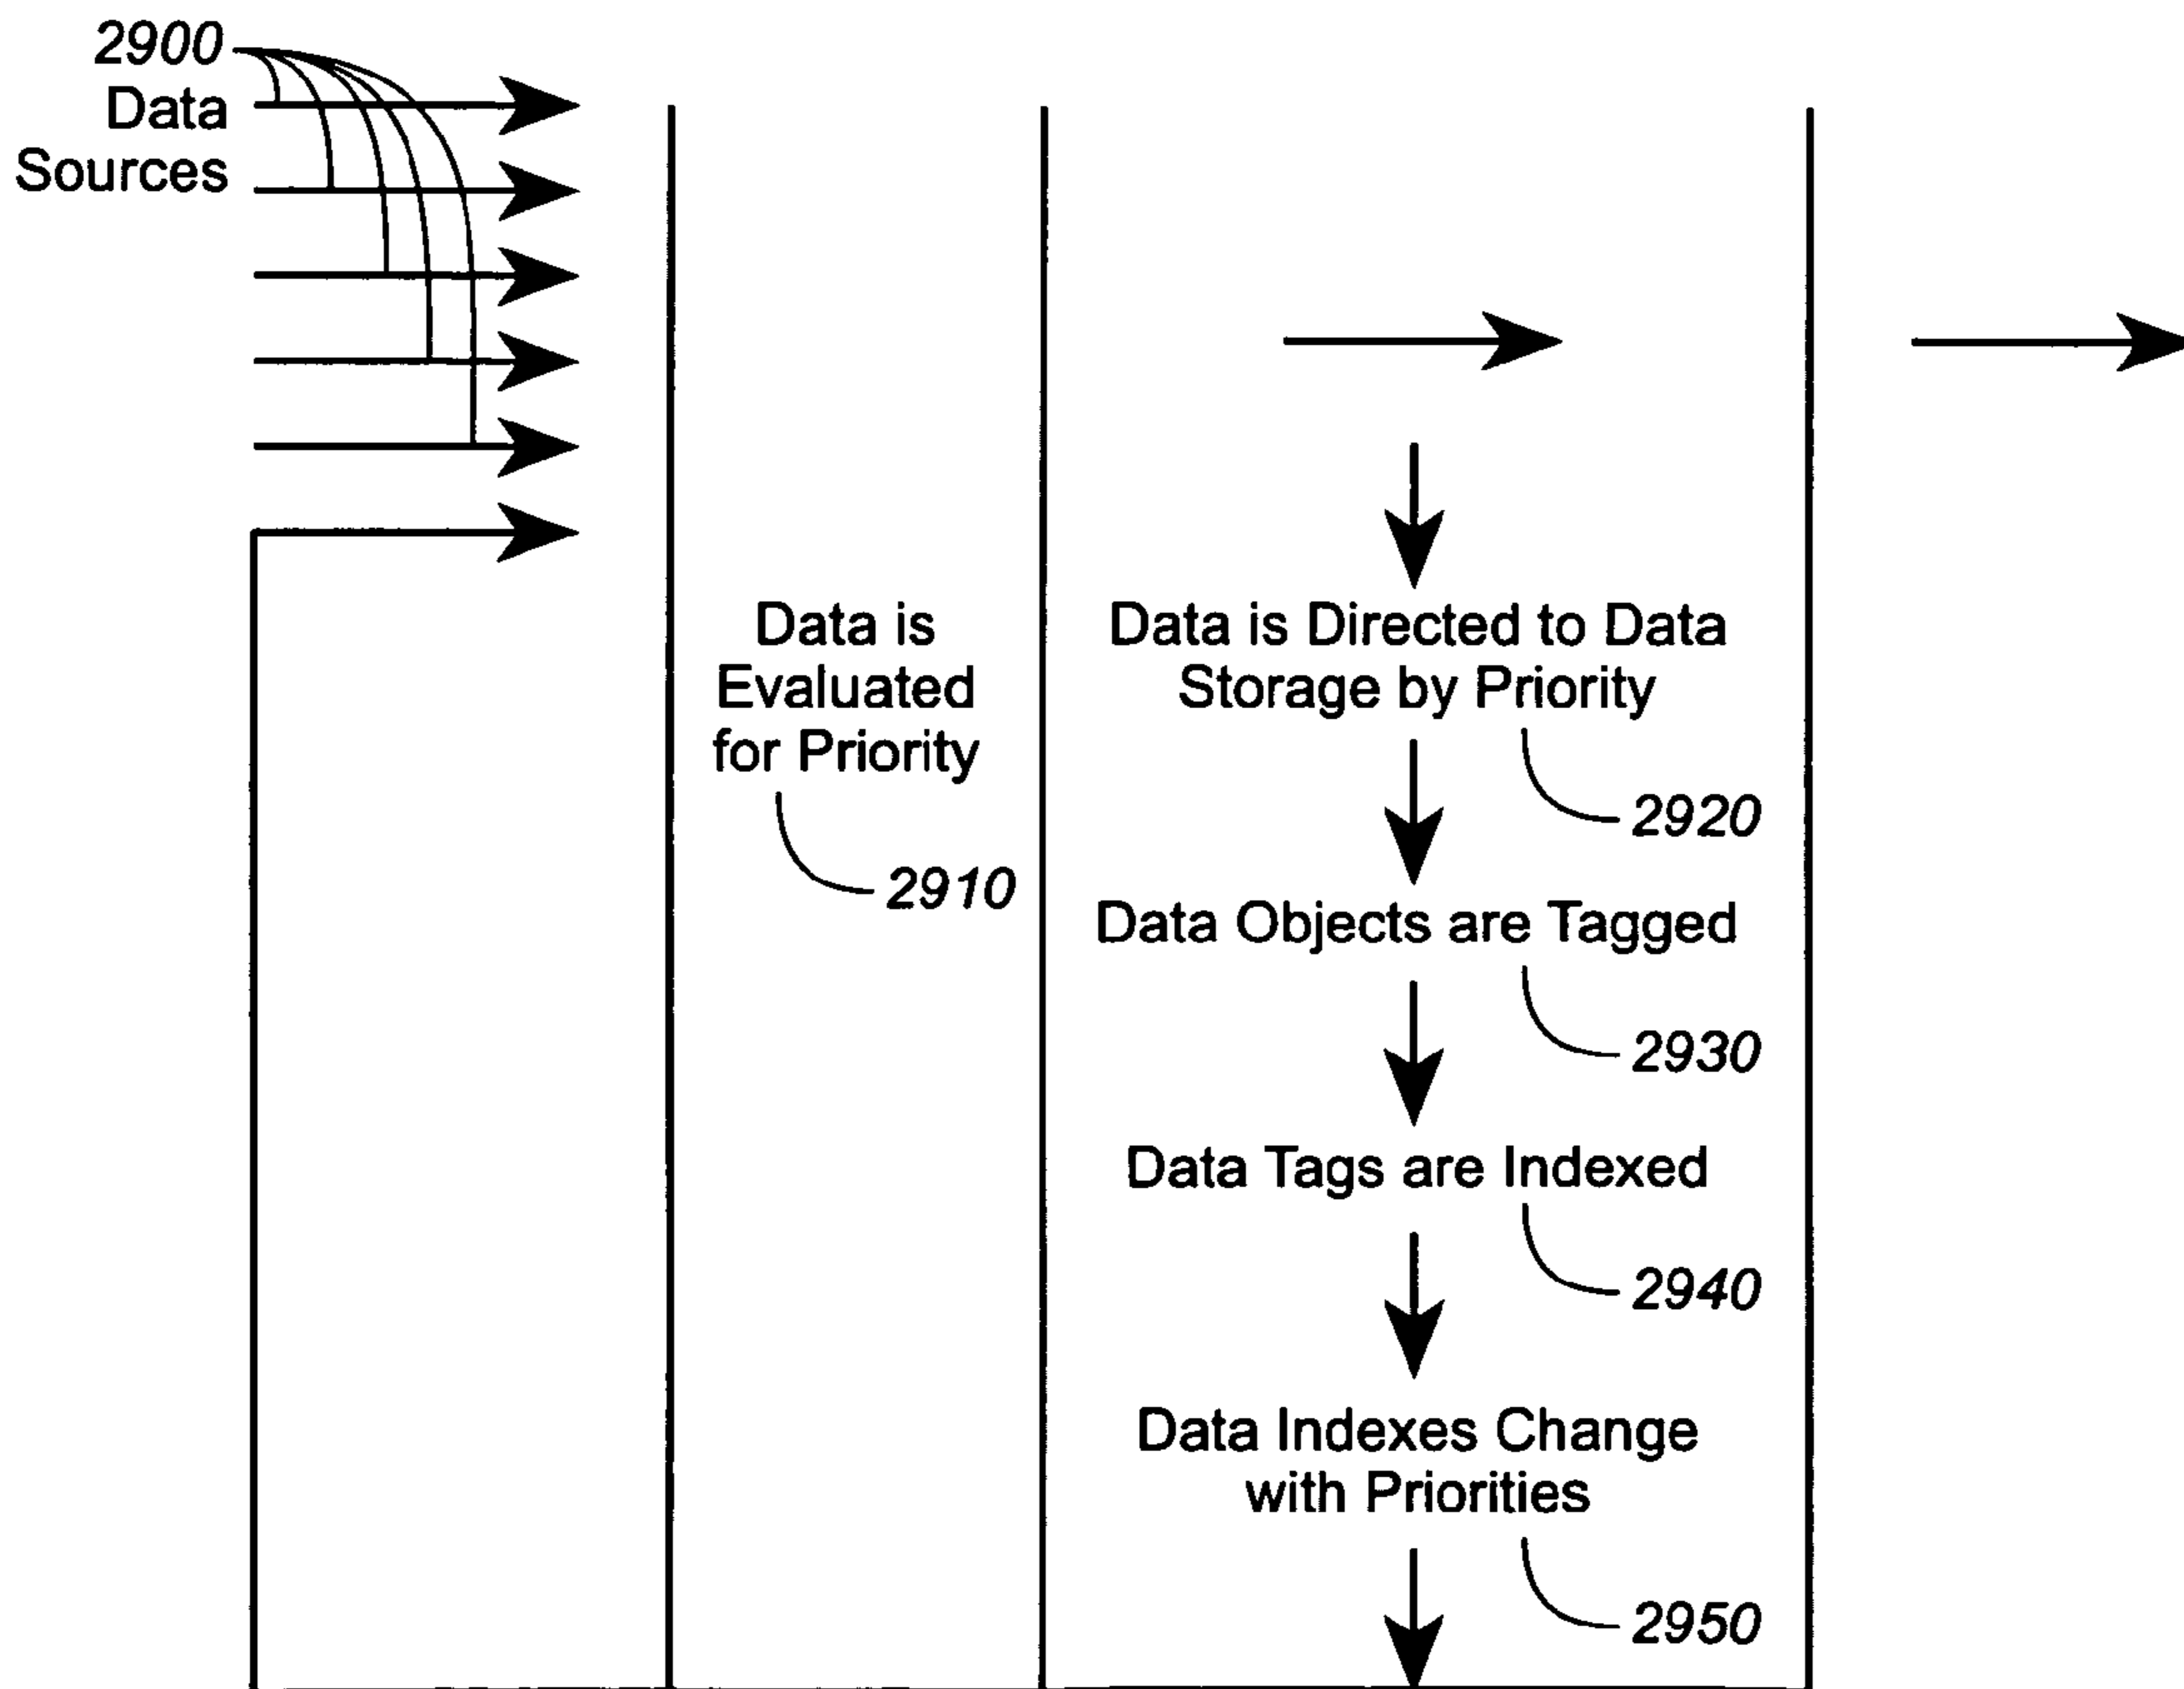 2900
Data
Sources
Data is
Evaluated
for Priority
2910
Data is Directed to Data
Storage by Priority
2920
Data Objects are Tagged
2930
Data Tags are Indexed
2940
Data Indexes Change
with Priorities
2950